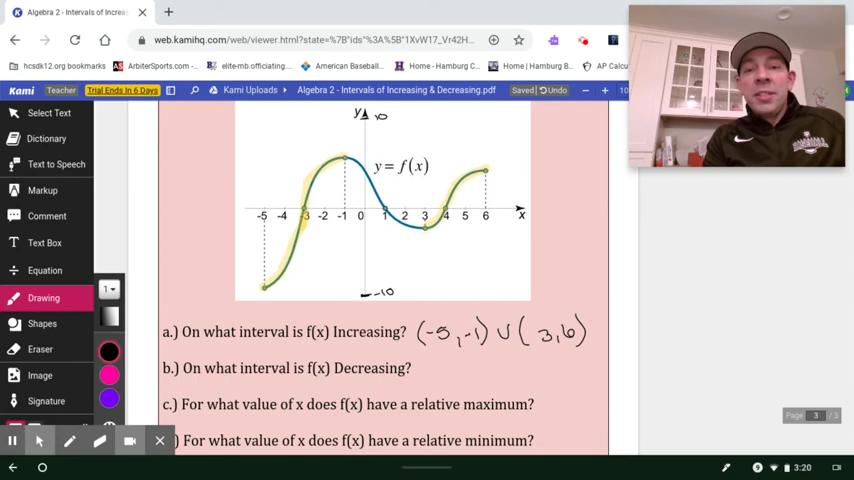 Algebra 2 - Intervals of Increas
web.kamihq.com/web/viewer.html?state=%7B"ids"%3A%5B"1XvW17_Vr42H...
hcsdk12.org bookmarks
ArbiterSports.com -...
elite-mb.officiating...
American Baseball...
Home - Hamburg C...
Home | Hamburg B...
AP Calcu
Kami Teacher Trial Ends In 6 Days Kami Uploads Algebra 2 - Intervals of Increasing & Decreasing.pdf Saved Undo 10
Select Text
Dictionary
Text to Speech
Markup
Comment
Text Box
Equation
Drawing
Shapes
Eraser
Image
Signature
1
y 10
y = f(x)
-5 -4 -3 -2 -1 0 1 2 3 4 5 6 x
-10
a.) On what interval is f(x) Increasing? (-5,-1) ∪ (3,6)
b.) On what interval is f(x) Decreasing?
c.) For what value of x does f(x) have a relative maximum?
) For what value of x does f(x) have a relative minimum?
Page 3 / 3
9 3:20